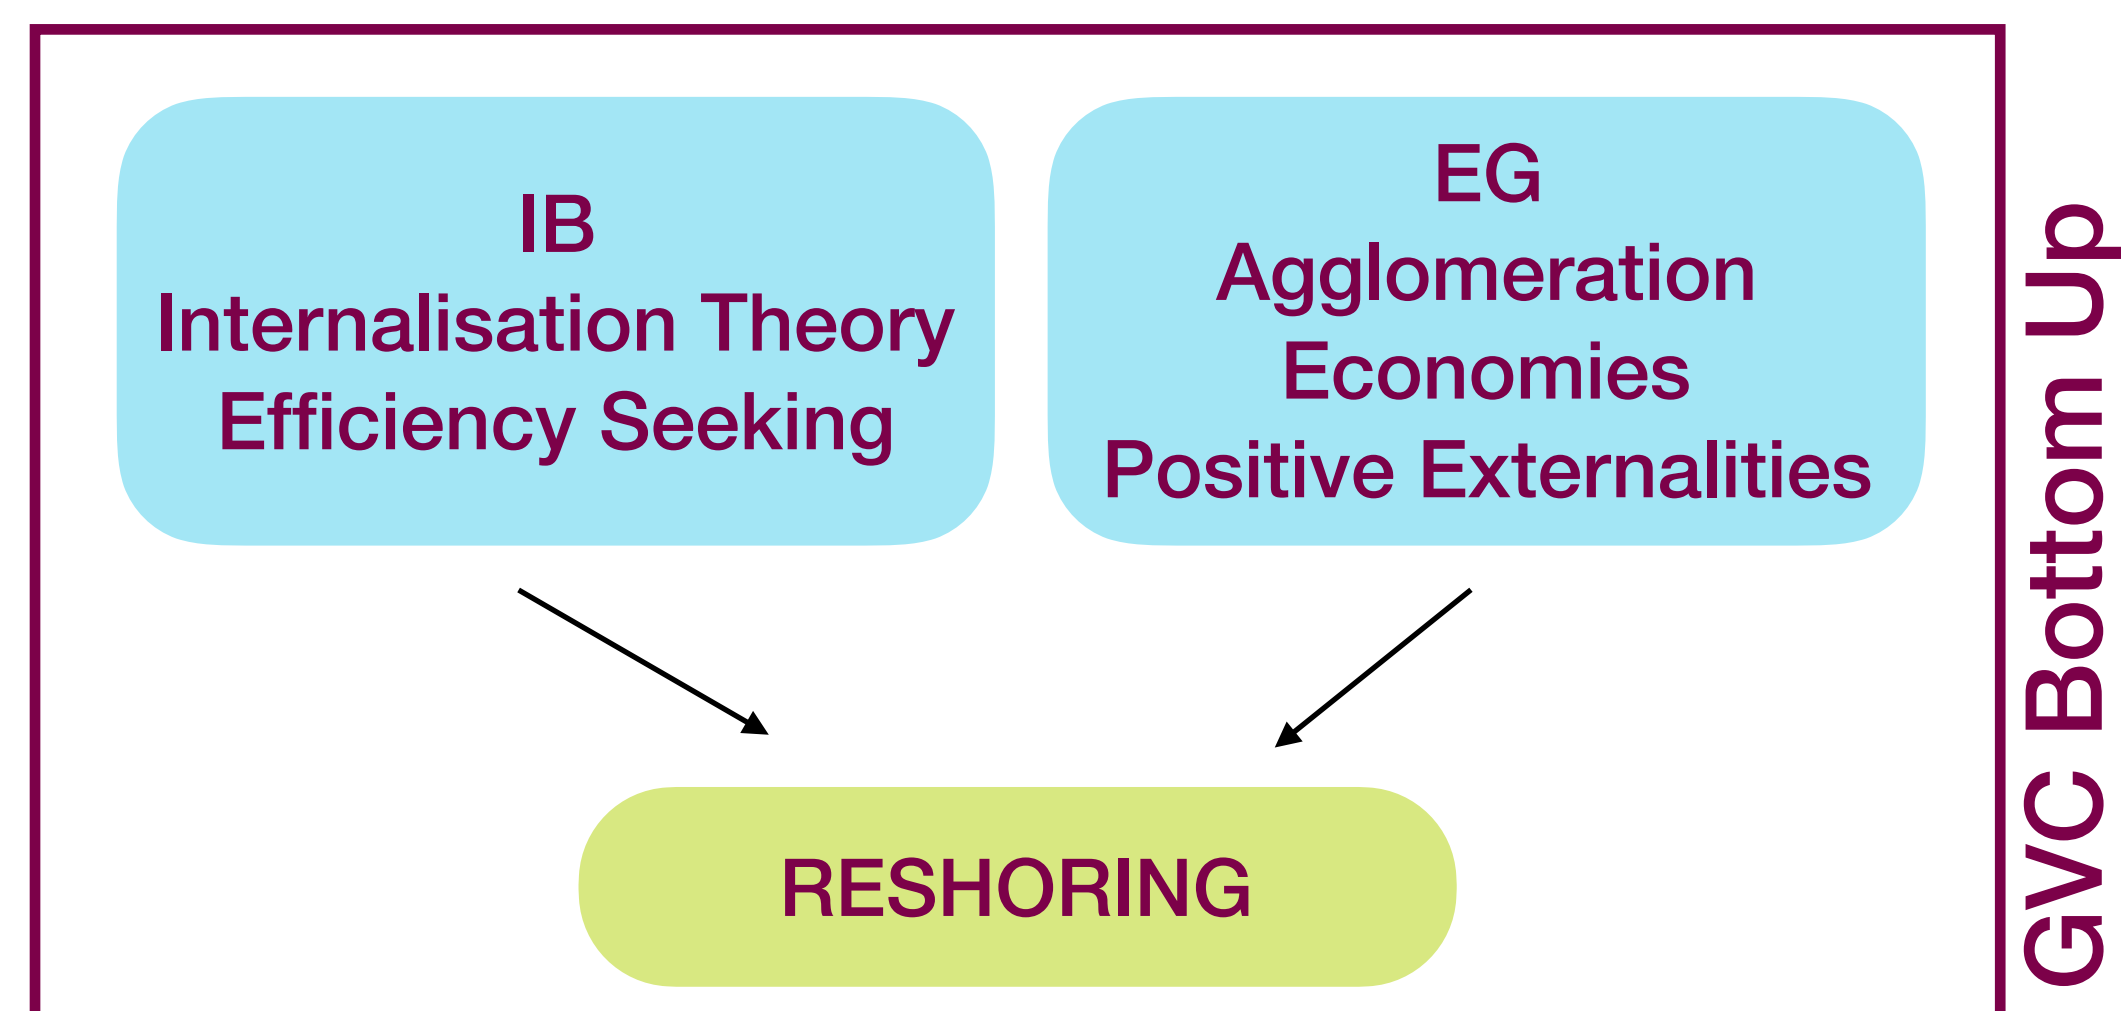 IB
Internalisation Theory
Efficiency Seeking
EG
Agglomeration
Economies
Positive Externalities
RESHORING
GVC Bottom Up